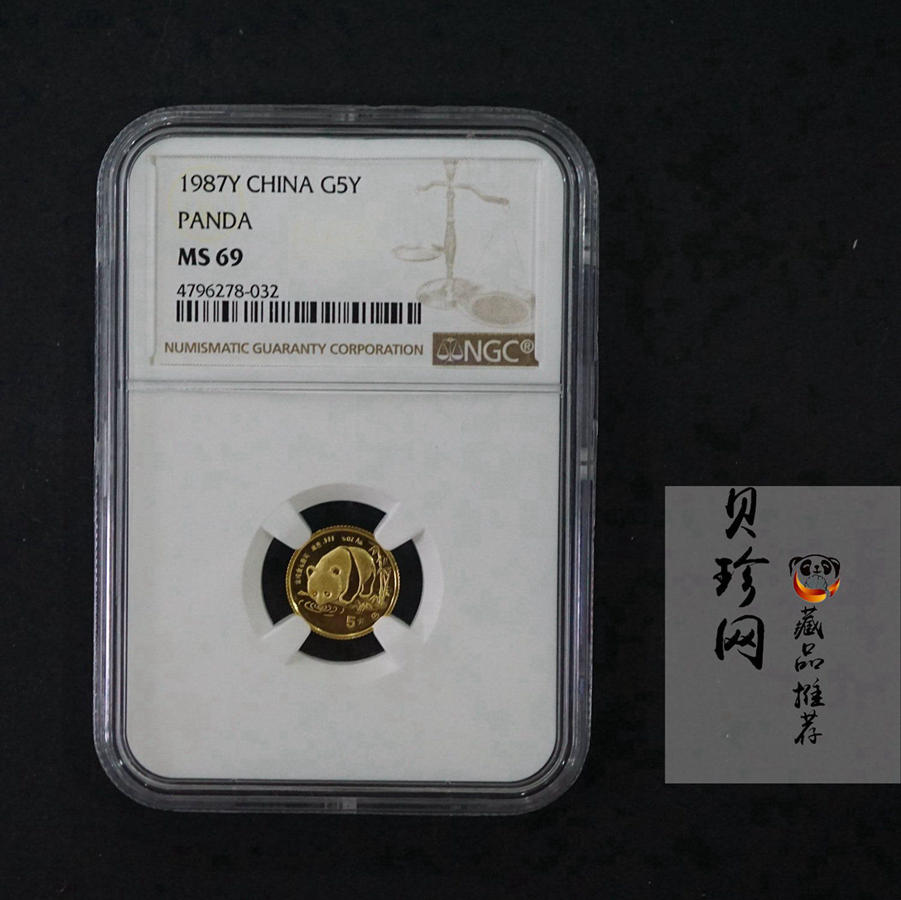 1987Y CHINA G5Y
PANDA
MS 69
4796278-032
NUMISMATIC GUARANTY CORPORATION
NGC®
5元
贝珍网
藏品推荐